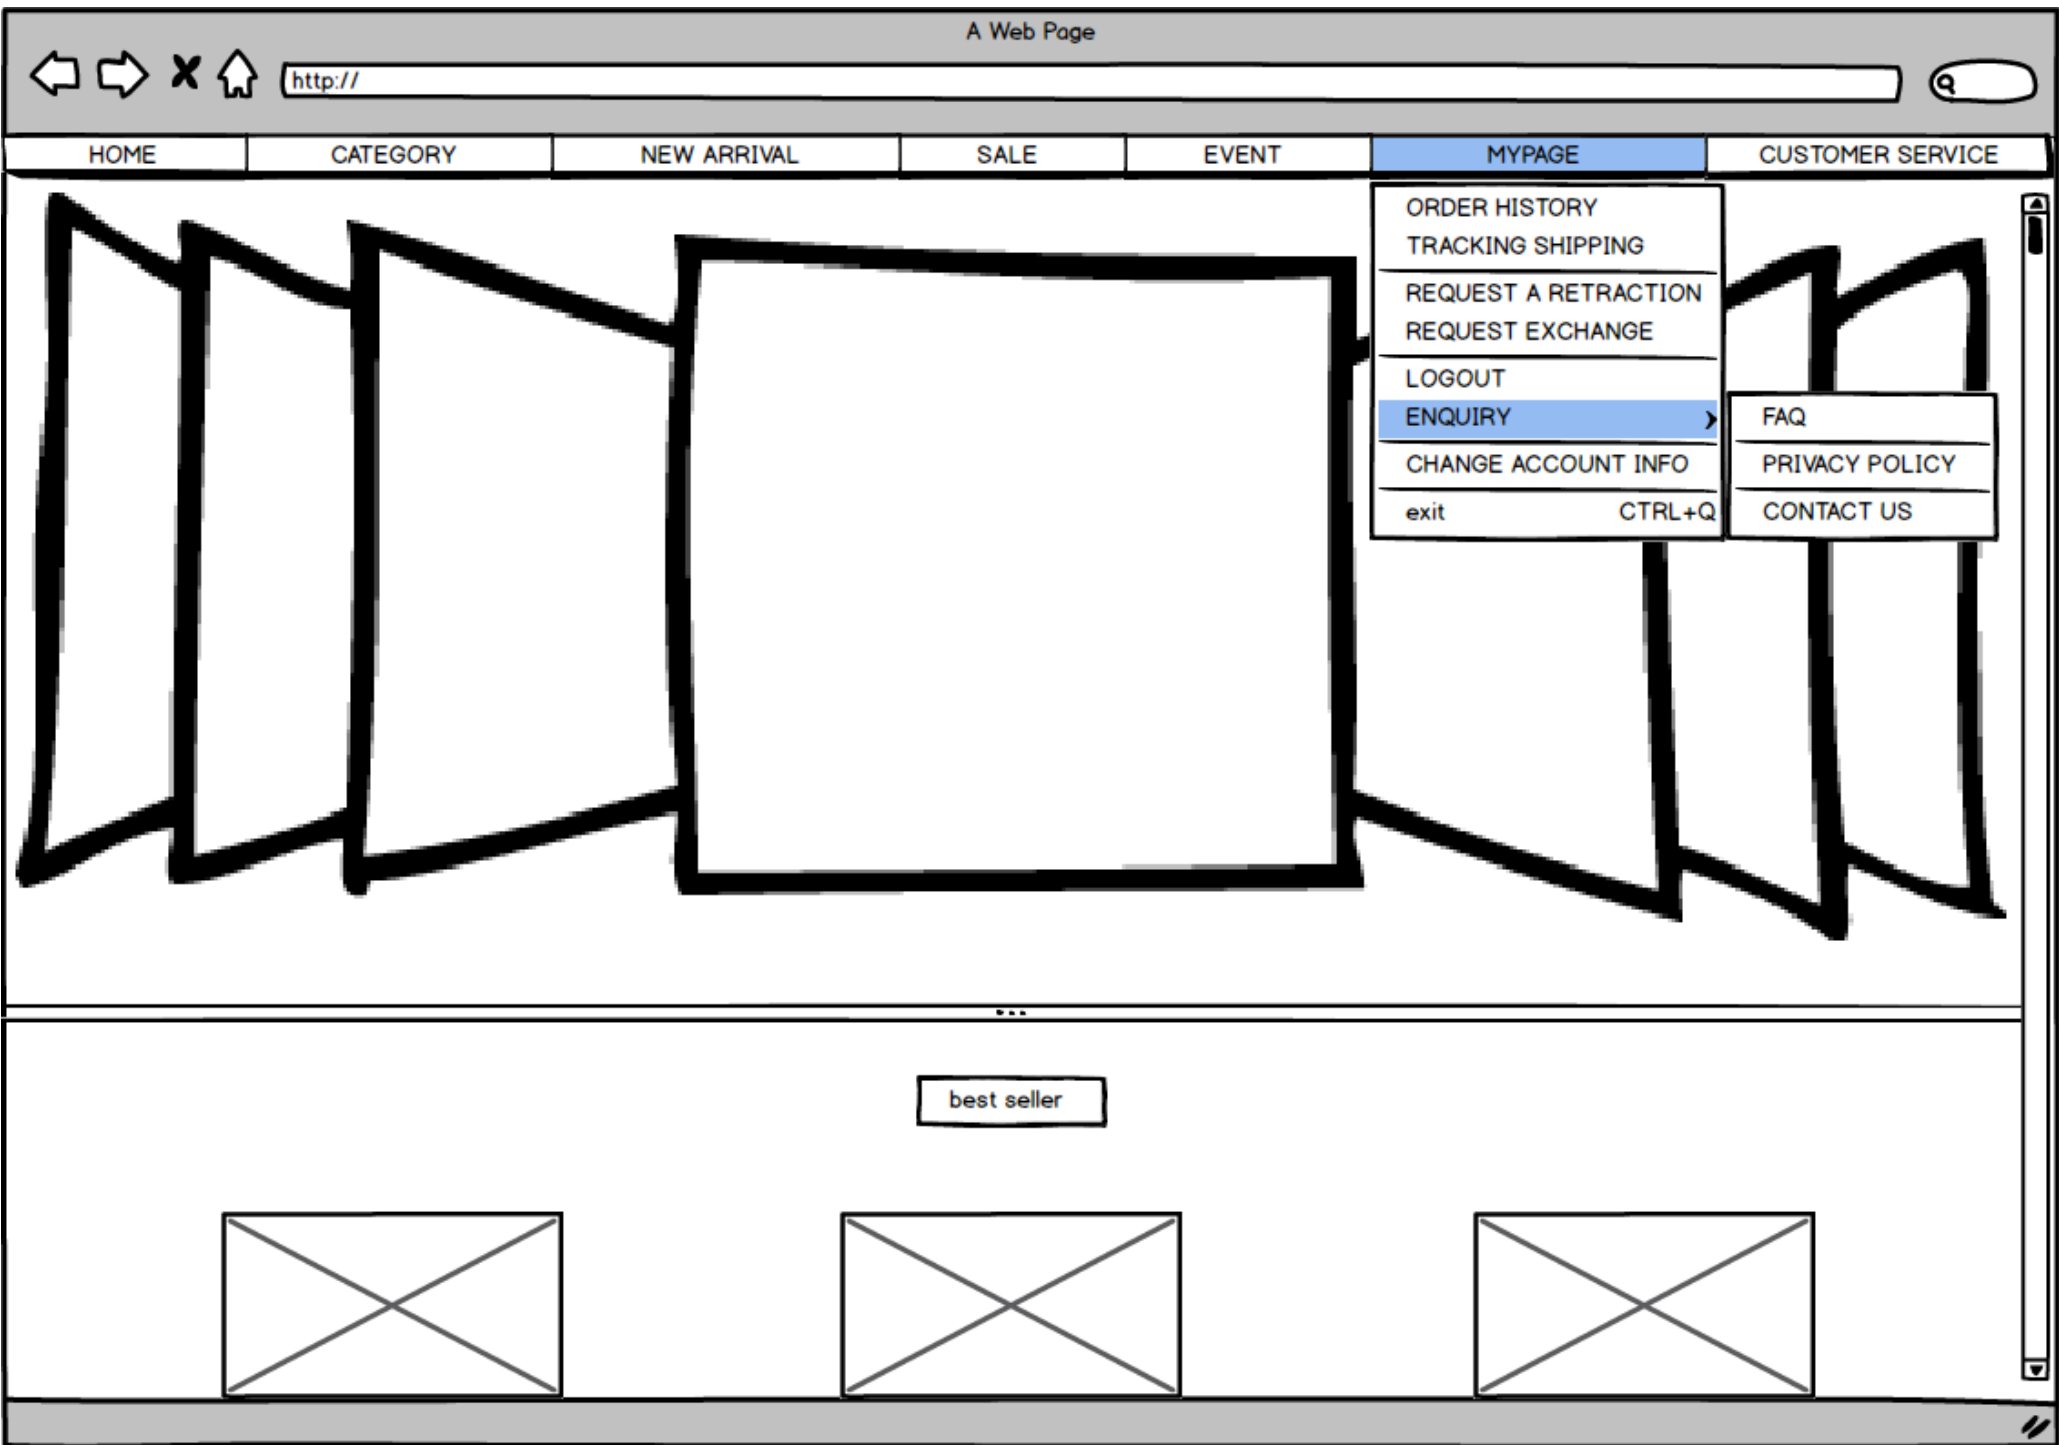 A Web Page
http://
HOME CATEGORY NEW ARRIVAL SALE EVENT MYPAGE CUSTOMER SERVICE
ORDER HISTORY
TRACKING SHIPPING
REQUEST A RETRACTION
REQUEST EXCHANGE
LOGOUT
ENQUIRY
CHANGE ACCOUNT INFO
exit CTRL+Q
FAQ
PRIVACY POLICY
CONTACT US
best seller